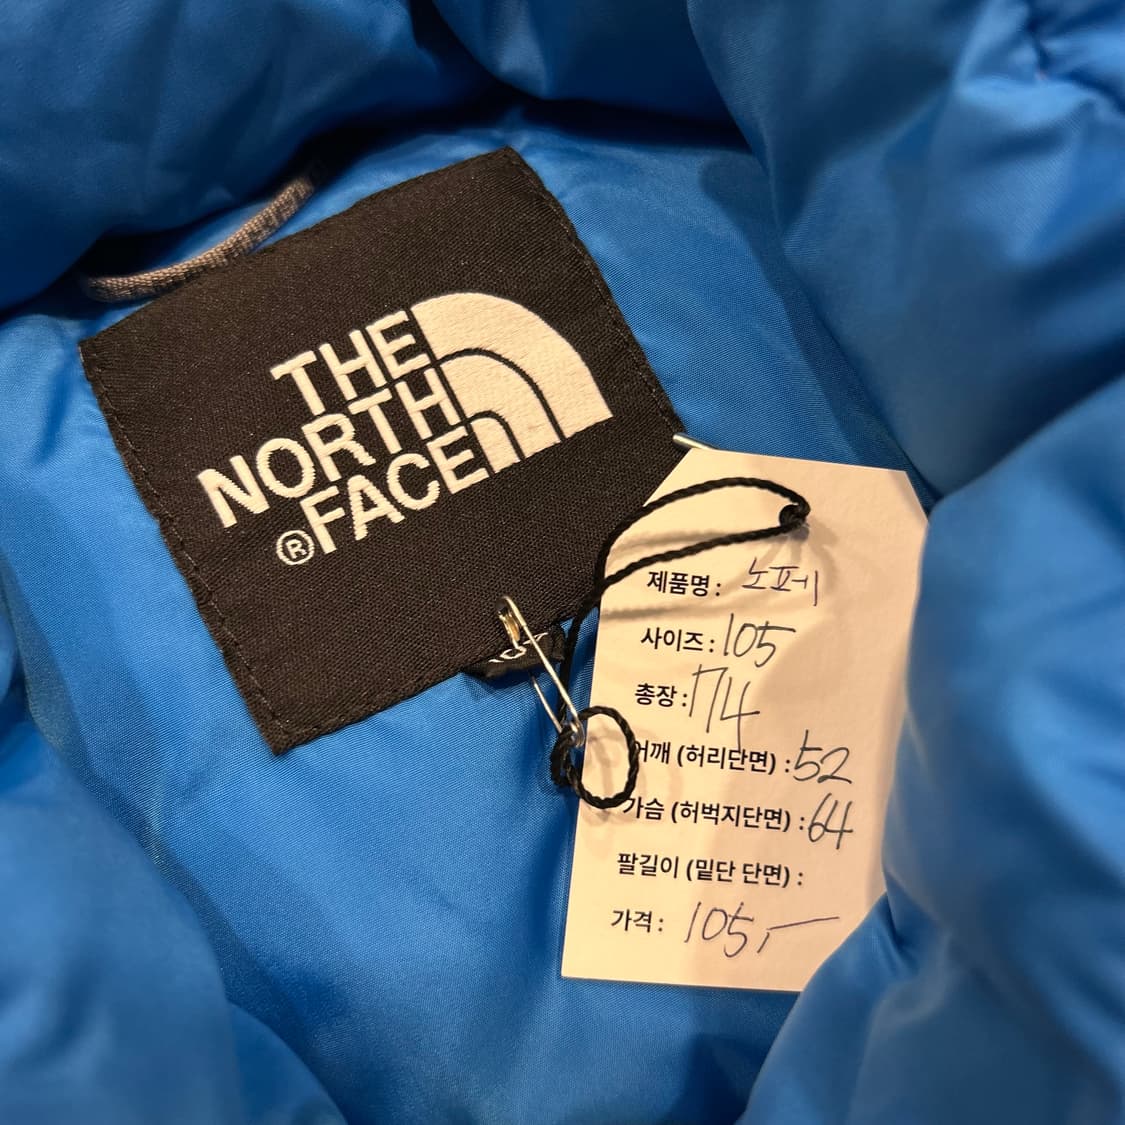 THE
NORTH
®FACE
제품명: 노페
사이즈: 105
총장: 74
어깨 (허리단면) : 52
가슴 (허벅지단면) : 64
팔길이 (밑단 단면) :
가격: 105,-